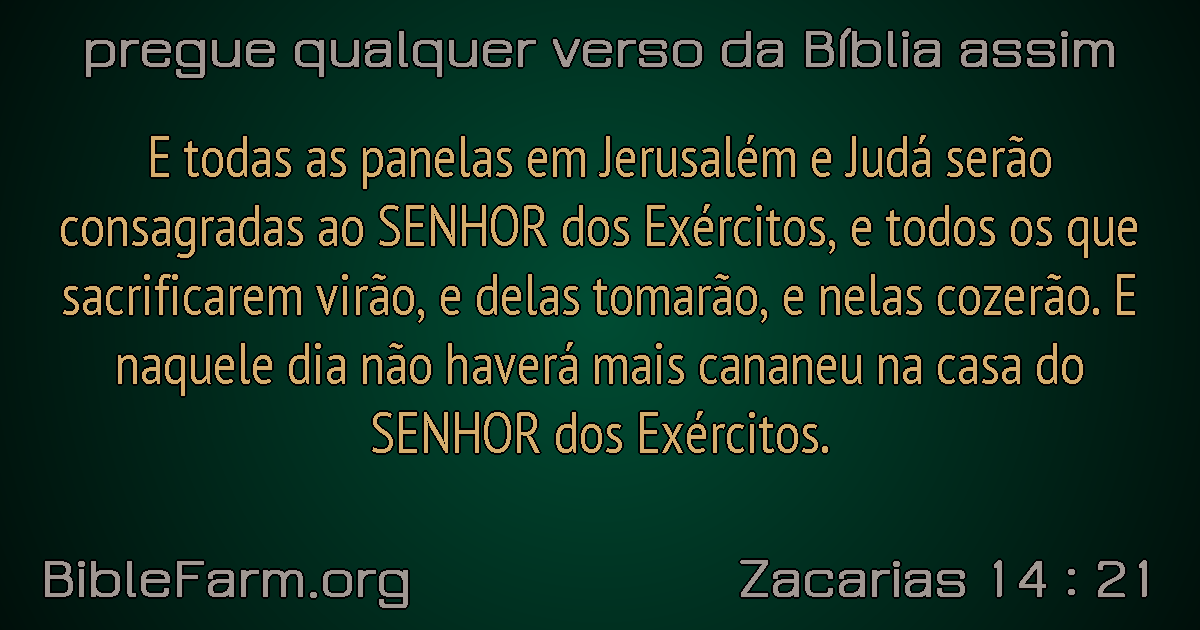 pregue qualquer verso da Bíblia assim
E todas as panelas em Jerusalém e Judá serão
consagradas ao SENHOR dos Exércitos, e todos os que
sacrificarem virão, e delas tomarão, e nelas cozerão. E
naquele dia não haverá mais cananeu na casa do
SENHOR dos Exércitos.
BibleFarm.org
Zacarias 14 : 21